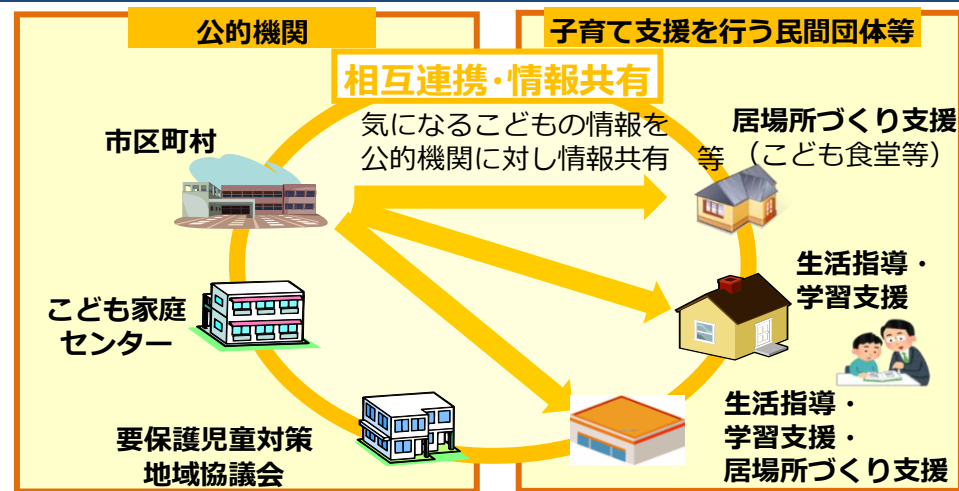 公的機関
子育て支援を行う民間団体等
相互連携・情報共有
気になるこどもの情報を
公的機関に対し情報共有　等
市区町村
居場所づくり支援
（こども食堂等）
生活指導・
学習支援
こども家庭
センター
要保護児童対策
地域協議会
生活指導・
学習支援・
居場所づくり支援